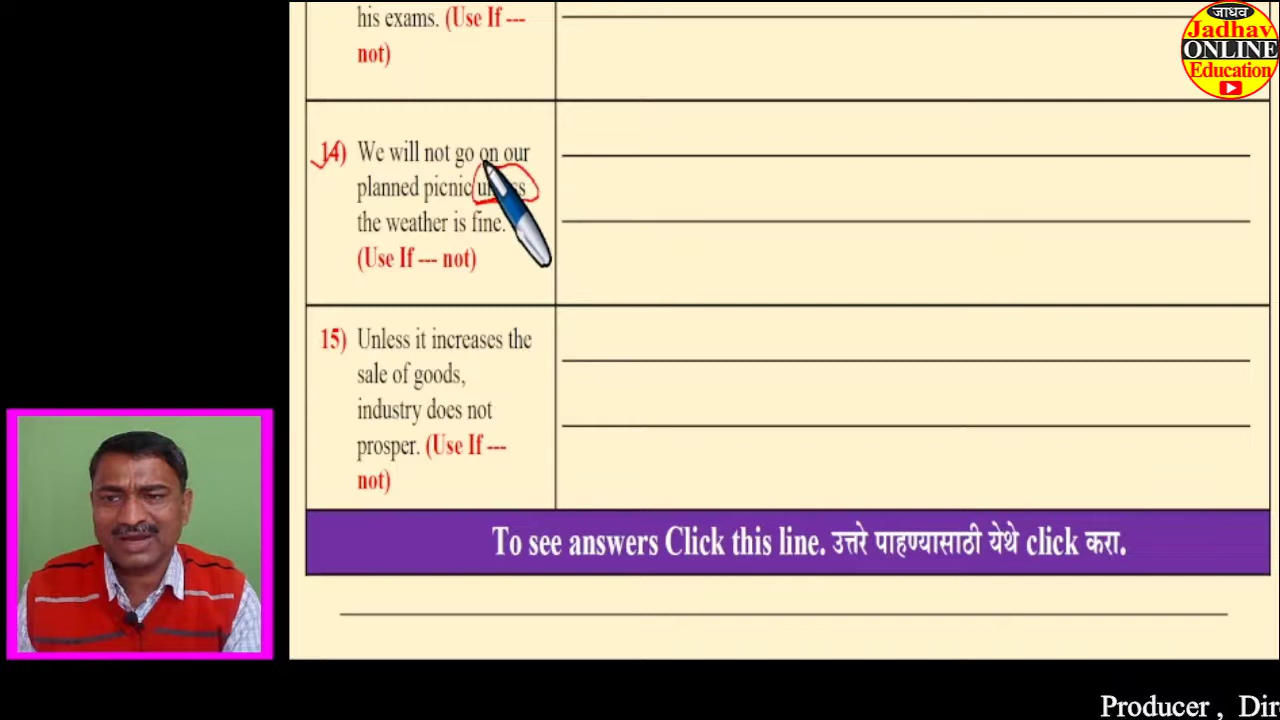 his exams. (Use If ---
not)
जाधव
Jadhav
ONLINE
Education
14) We will not go on our
planned picnic unless
the weather is fine.
(Use If --- not)
15) Unless it increases the
sale of goods,
industry does not
prosper. (Use If ---
not)
To see answers Click this line. उत्तरे पाहण्यासाठी येथे click करा.
Producer , Dir